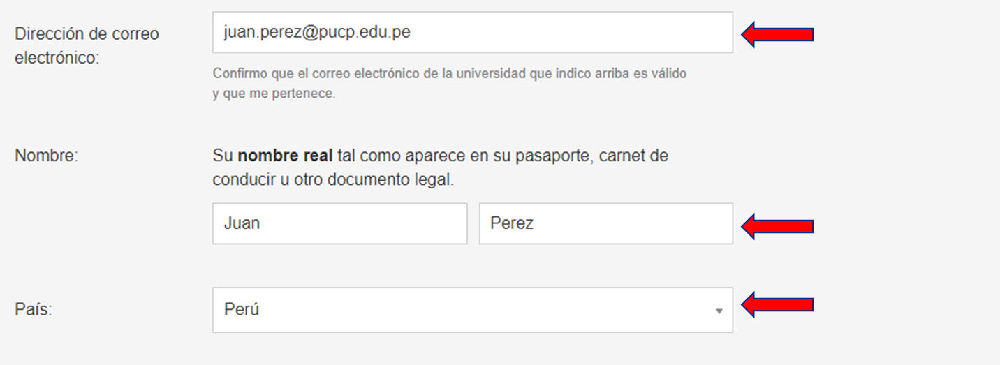 Dirección de correo
electrónico:
juan.perez@pucp.edu.pe
Confirmo que el correo electrónico de la universidad que indico arriba es válido
y que me pertenece.
Nombre:
Su nombre real tal como aparece en su pasaporte, carnet de
conducir u otro documento legal.
Juan Perez
País:
Perú